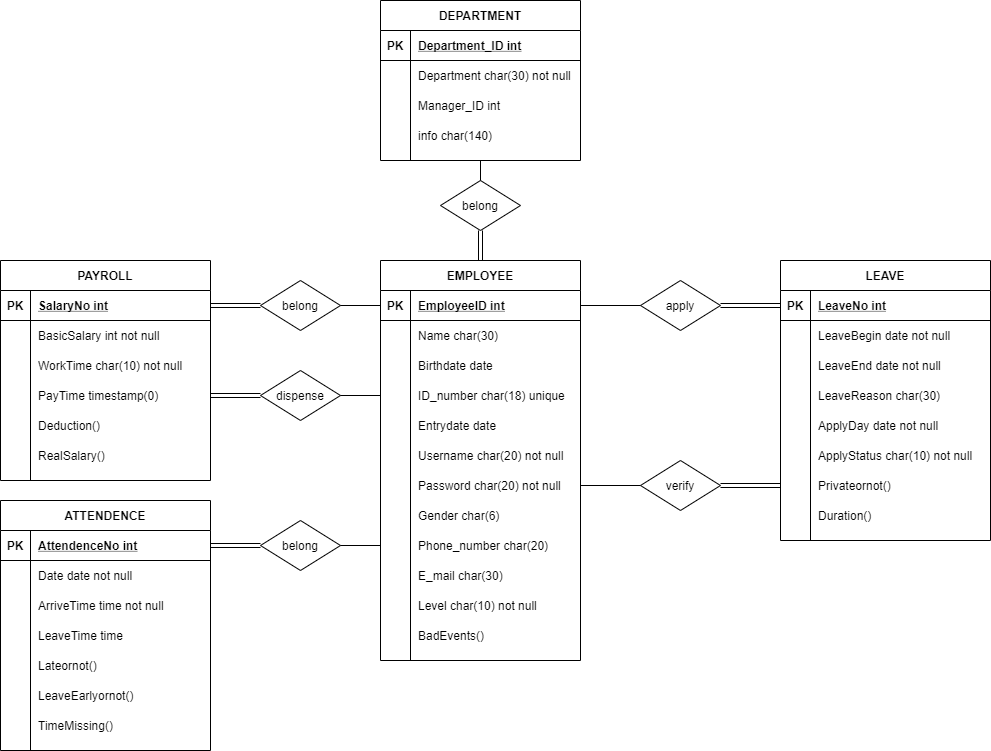 DEPARTMENT
PK Department_ID int
Department char(30) not null
Manager_ID int
info char(140)
belong
PAYROLL
PK SalaryNo int
BasicSalary int not null
WorkTime char(10) not null
PayTime timestamp(0)
Deduction()
RealSalary()
belong
dispense
ATTENDENCE
PK AttendenceNo int
Date date not null
ArriveTime time not null
LeaveTime time
Lateornot()
LeaveEarlyornot()
TimeMissing()
belong
EMPLOYEE
PK EmployeeID int
Name char(30)
Birthdate date
ID_number char(18) unique
Entrydate date
Username char(20) not null
Password char(20) not null
Gender char(6)
Phone_number char(20)
E_mail char(30)
Level char(10) not null
BadEvents()
apply
verify
LEAVE
PK LeaveNo int
LeaveBegin date not null
LeaveEnd date not null
LeaveReason char(30)
ApplyDay date not null
ApplyStatus char(10) not null
Privateornot()
Duration()